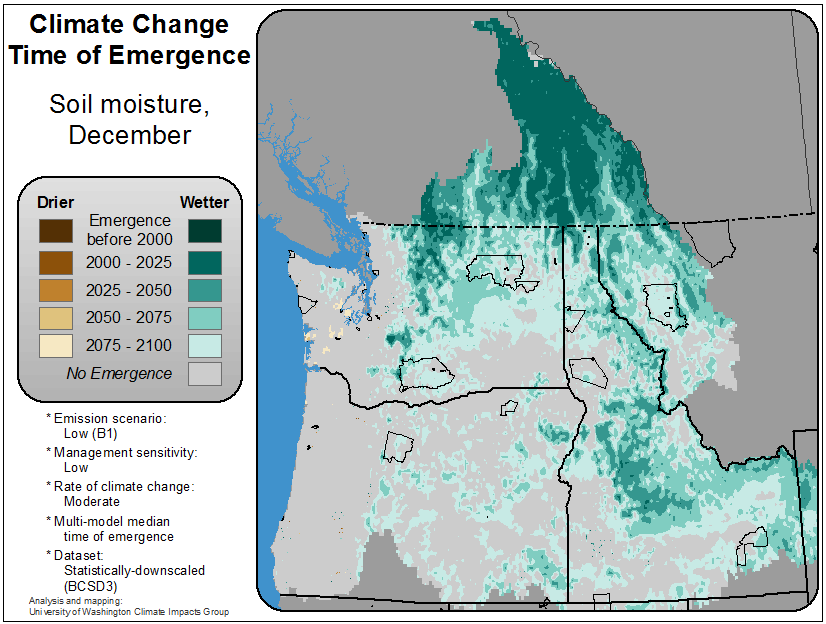 Climate Change
Time of Emergence
Soil moisture,
December
Drier Wetter
Emergence
before 2000
2000 - 2025
2025 - 2050
2050 - 2075
2075 - 2100
No Emergence
* Emission scenario:
Low (B1)
* Management sensitivity:
Low
* Rate of climate change:
Moderate
* Multi-model median
time of emergence
* Dataset:
Statistically-downscaled
(BCSD3)
Analysis and mapping:
University of Washington Climate Impacts Group